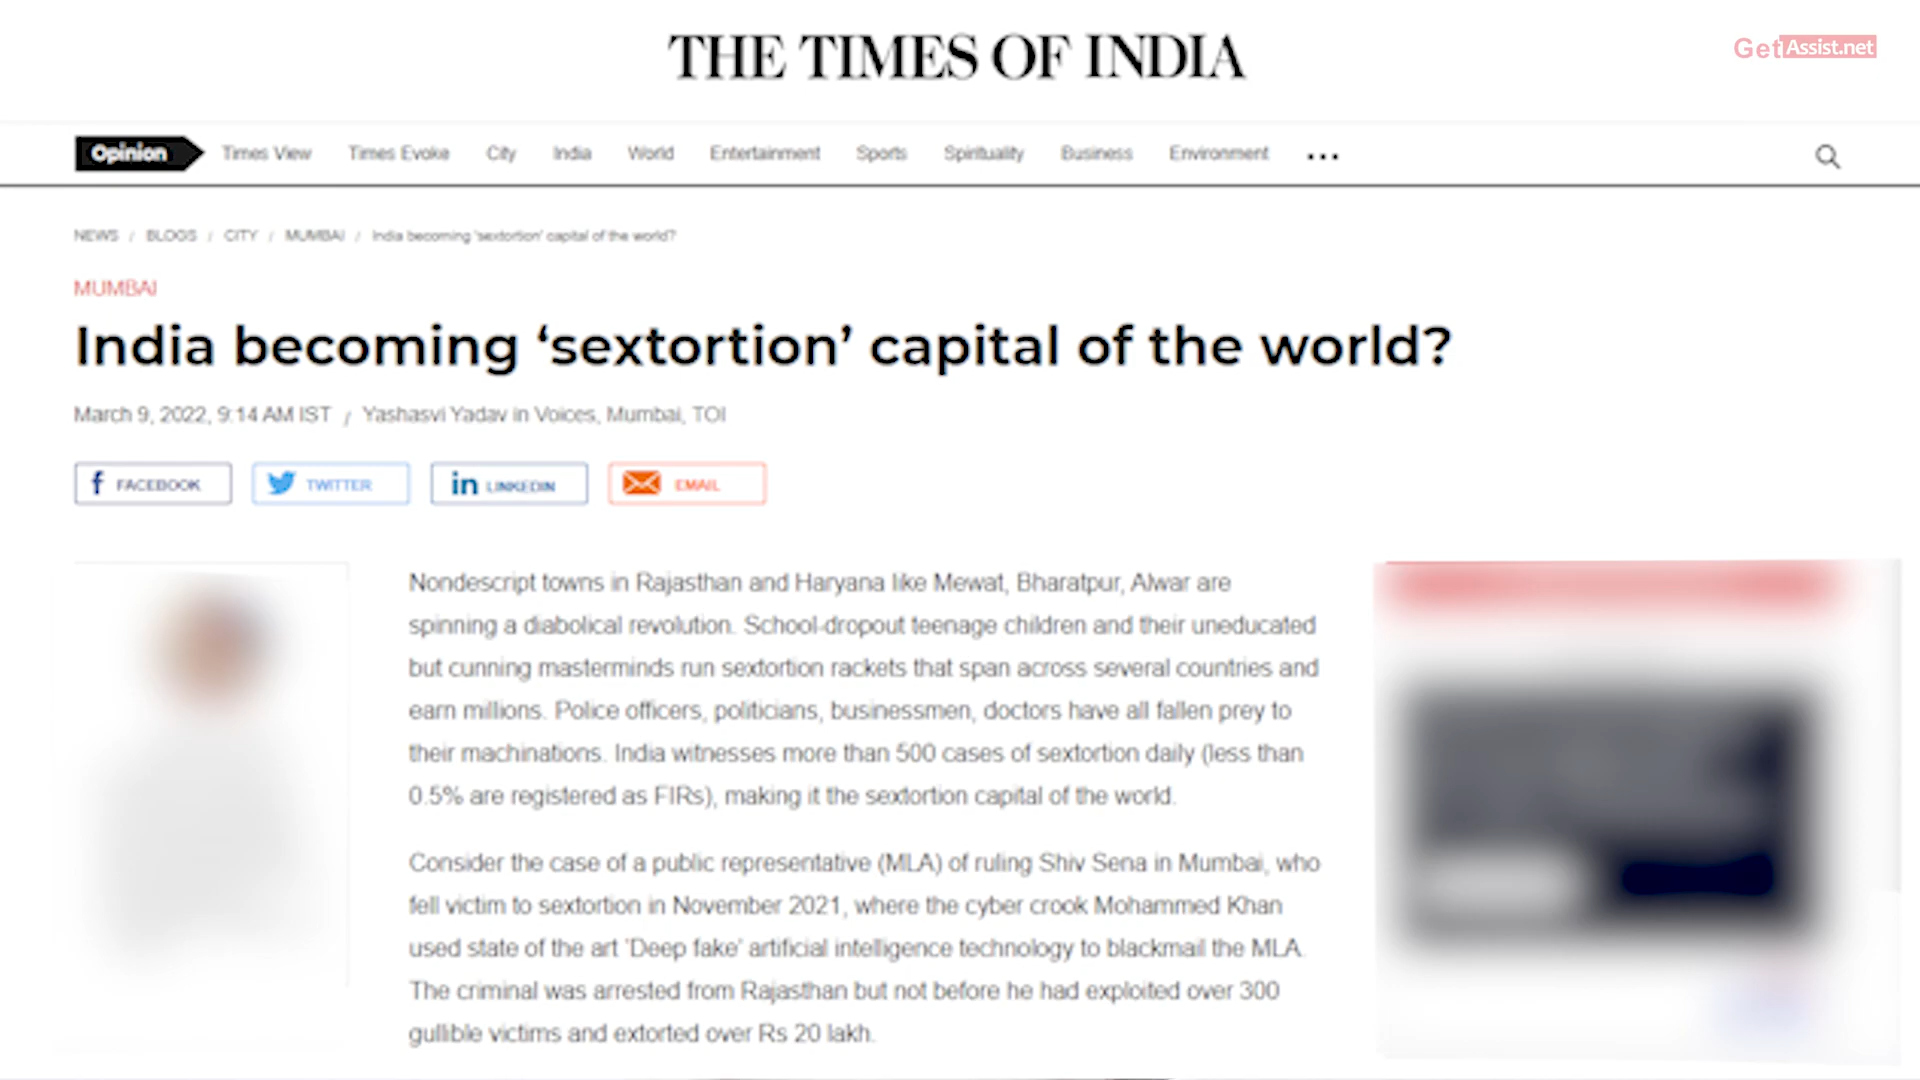 THE TIMES OF INDIA
GetAssist.net
Opinion Times View Times Evoke City India World Entertainment Sports Spirituality Business Environment ...
NEWS / BLOGS / CITY / MUMBAI / India becoming 'sextortion' capital of the world?
MUMBAI
India becoming ‘sextortion’ capital of the world?
March 9, 2022, 9:14 AM IST / Yashasvi Yadav in Voices, Mumbai, TOI
FACEBOOK TWITTER LINKEDIN EMAIL
Nondescript towns in Rajasthan and Haryana like Mewat, Bharatpur, Alwar are
spinning a diabolical revolution. School-dropout teenage children and their uneducated
but cunning masterminds run sextortion rackets that span across several countries and
earn millions. Police officers, politicians, businessmen, doctors have all fallen prey to
their machinations. India witnesses more than 500 cases of sextortion daily (less than
0.5% are registered as FIRs), making it the sextortion capital of the world.
Consider the case of a public representative (MLA) of ruling Shiv Sena in Mumbai, who
fell victim to sextortion in November 2021, where the cyber crook Mohammed Khan
used state of the art 'Deep fake' artificial intelligence technology to blackmail the MLA.
The criminal was arrested from Rajasthan but not before he had exploited over 300
gullible victims and extorted over Rs 20 lakh.